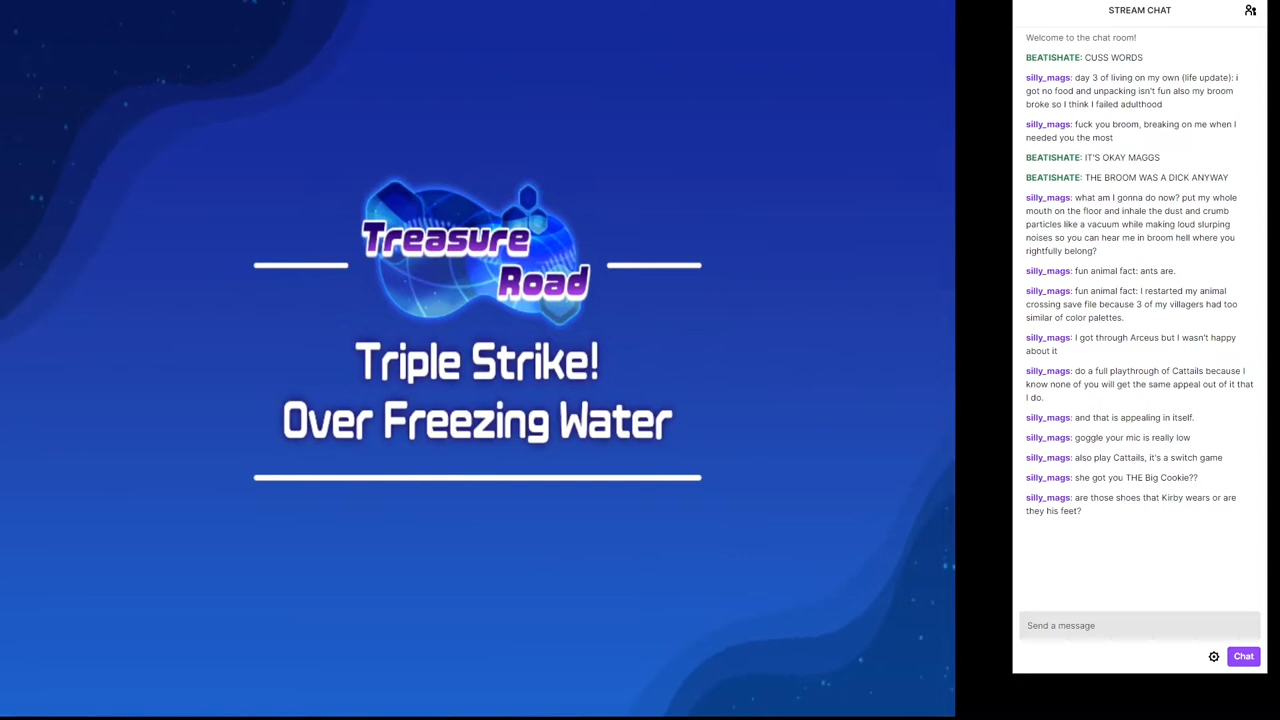 Treasure
Road
Triple Strike!
Over Freezing Water
STREAM CHAT
Welcome to the chat room!
BEATISHATE: CUSS WORDS
silly_mags: day 3 of living on my own (life update): i
got no food and unpacking isn't fun also my broom
broke so I think I failed adulthood
silly_mags: fuck you broom, breaking on me when I
needed you the most
BEATISHATE: IT'S OKAY MAGGS
BEATISHATE: THE BROOM WAS A DICK ANYWAY
silly_mags: what am I gonna do now? put my whole
mouth on the floor and inhale the dust and crumb
particles like a vacuum while making loud slurping
noises so you can hear me in broom hell where you
rightfully belong?
silly_mags: fun animal fact: ants are.
silly_mags: fun animal fact: I restarted my animal
crossing save file because 3 of my villagers had too
similar of color palettes.
silly_mags: I got through Arceus but I wasn't happy
about it
silly_mags: do a full playthrough of Cattails because I
know none of you will get the same appeal out of it that
I do.
silly_mags: and that is appealing in itself.
silly_mags: goggle your mic is really low
silly_mags: also play Cattails, it's a switch game
silly_mags: she got you THE Big Cookie??
silly_mags: are those shoes that Kirby wears or are
they his feet?
Send a message
Chat